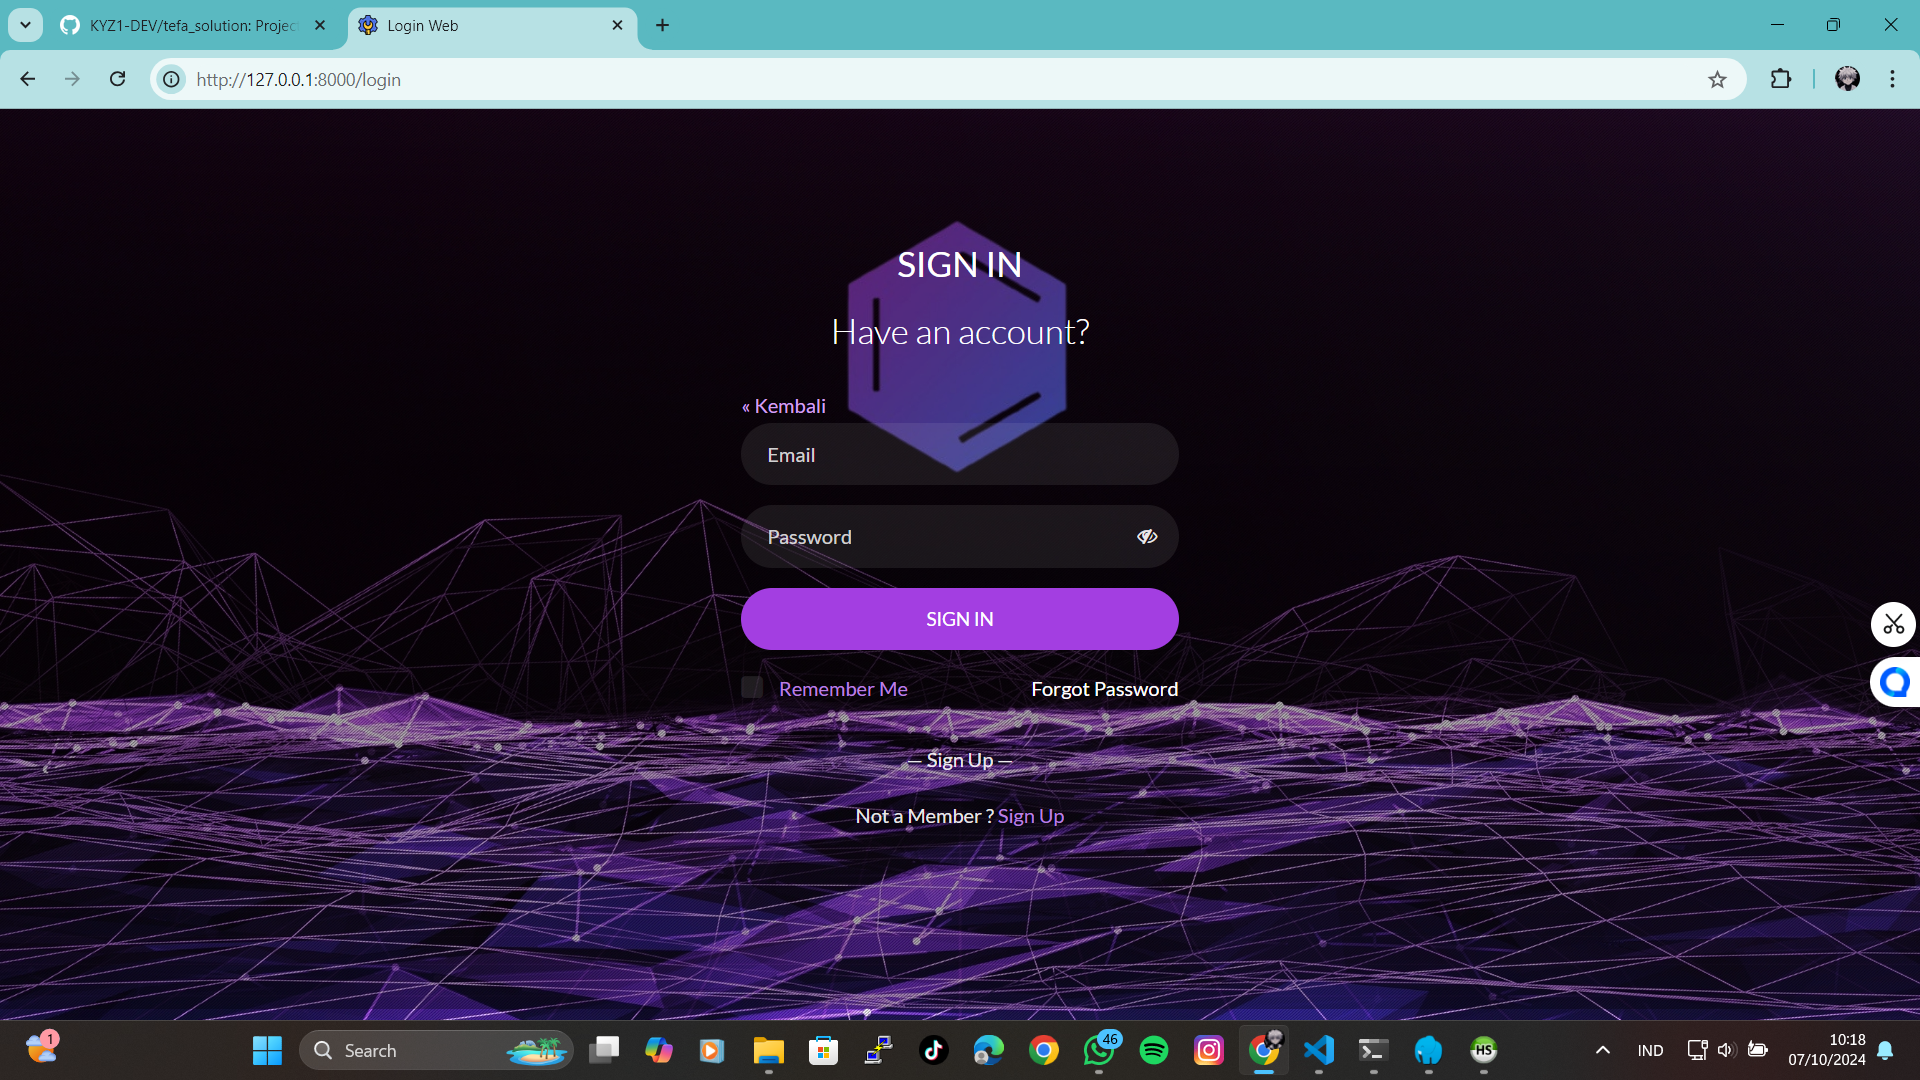 KYZ1-DEV/tefa_solution: Projec
Login Web
http://127.0.0.1:8000/login
SIGN IN
Have an account?
« Kembali
Email
Password
SIGN IN
Remember Me
Forgot Password
— Sign Up —
Not a Member ? Sign Up
1
Search
46
HS
IND
10:18
07/10/2024